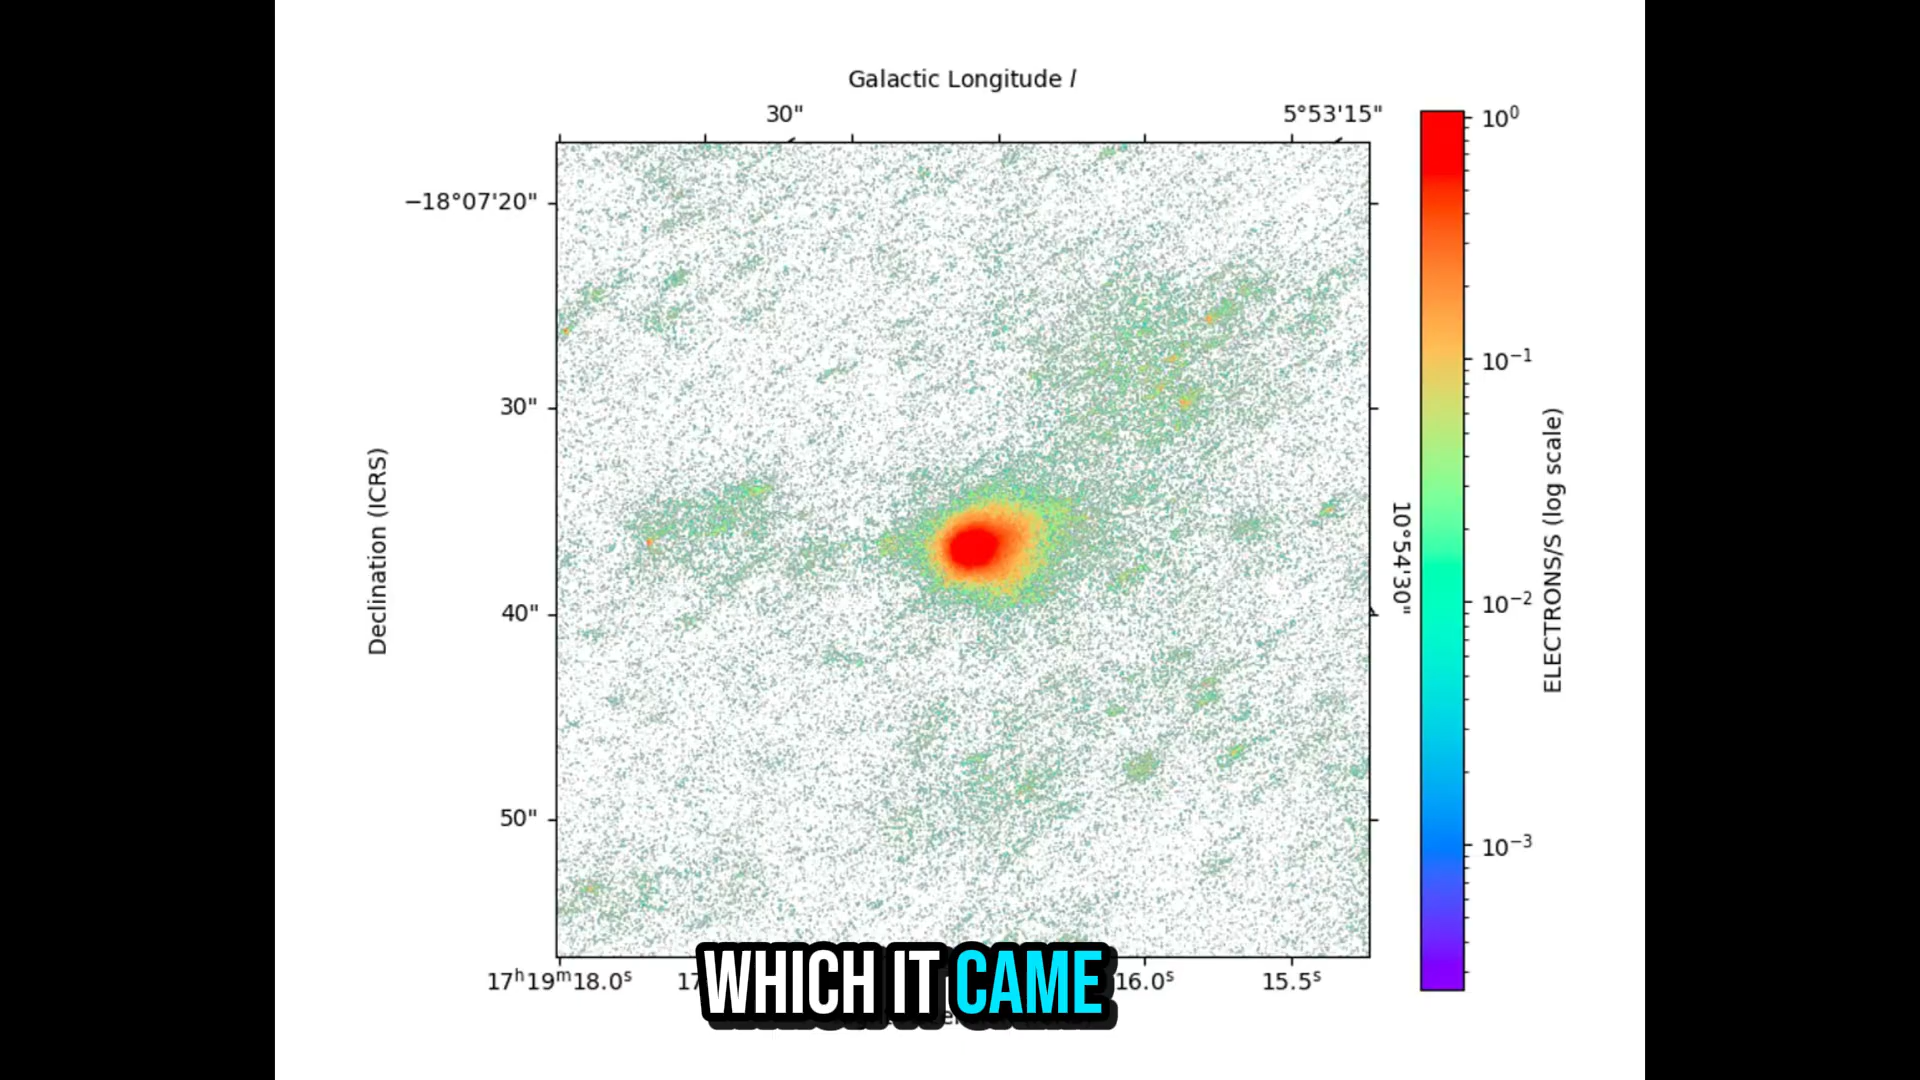 Galactic Longitude l
30" 5°53'15"
10⁰
−18°07'20"
10⁻¹
30"
Declination (ICRS)
10°54'30"
ELECTRONS/S (log scale)
10⁻²
40"
50"
10⁻³
17ʰ19ᵐ18.0ˢ 16.0ˢ 15.5ˢ
WHICH IT CAME